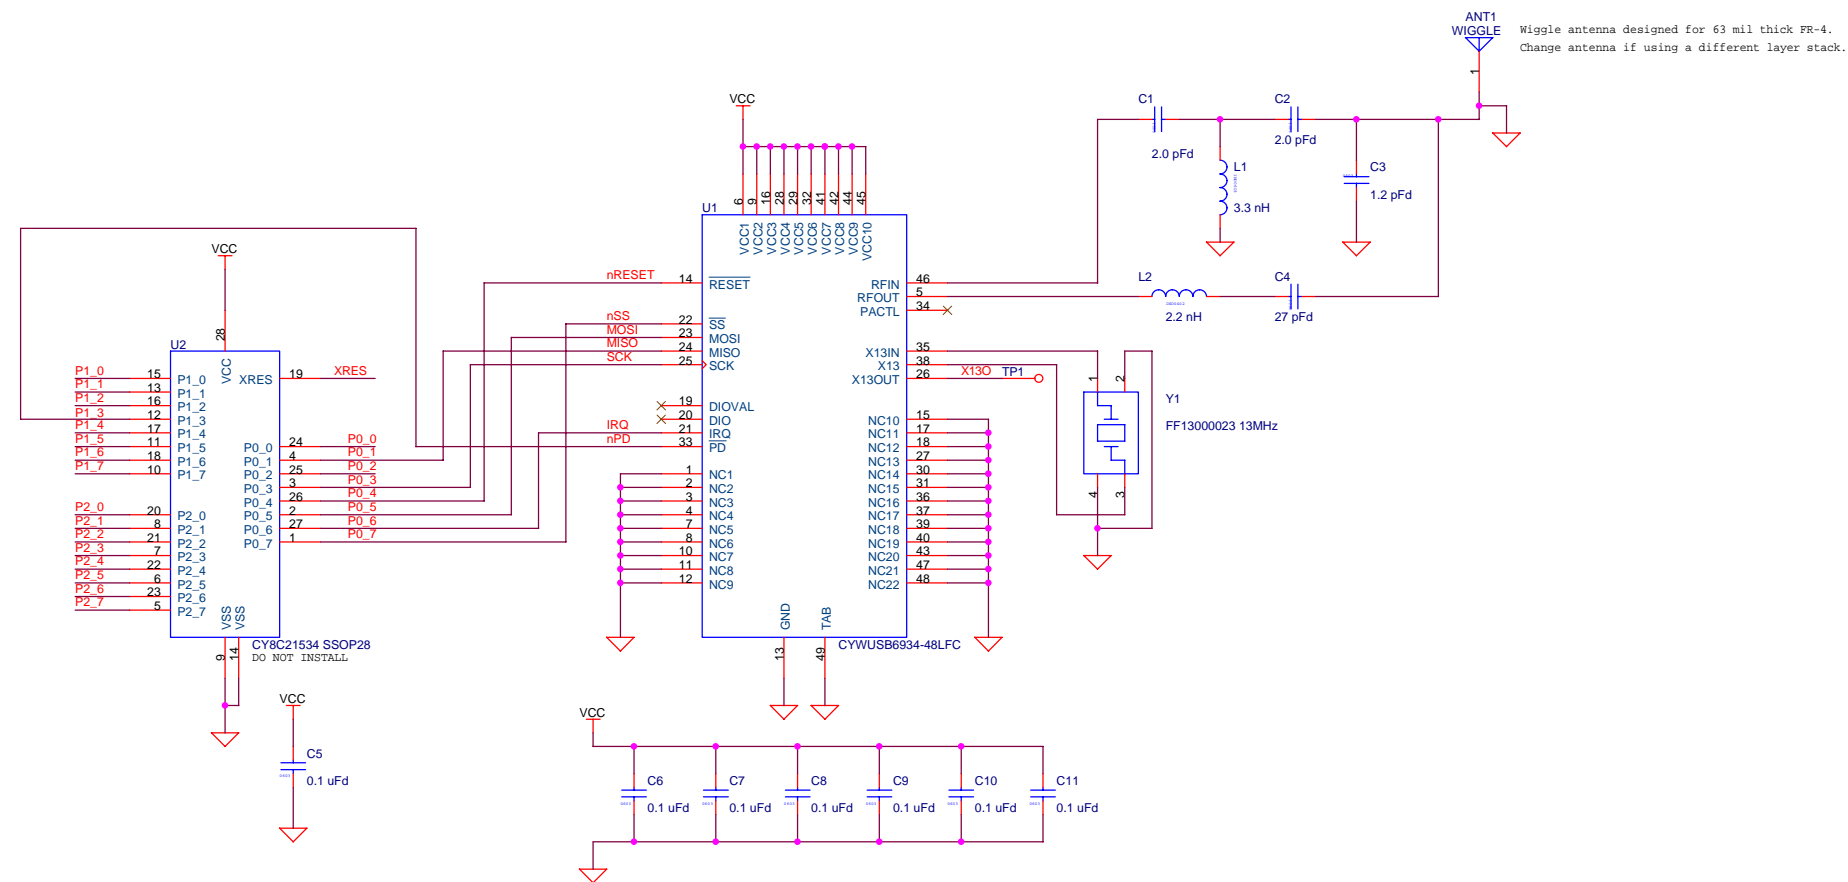 ANT1
WIGGLE
Wiggle antenna designed for 63 mil thick FR-4.
Change antenna if using a different layer stack.
1
VCC
C1
2.0 pFd
C2
2.0 pFd
L1
3.3 nH
C3
1.2 pFd
L2
2.2 nH
C4
27 pFd
U1
6 9 16 28 29 32 41 42 44 45
VCC1 VCC2 VCC3 VCC4 VCC5 VCC6 VCC7 VCC8 VCC9 VCC10
nRESET 14 RESET
nSS 22 SS
MOSI 23 MOSI
MISO 24 MISO
SCK 25 SCK
19 DIOVAL
20 DIO
IRQ 21 IRQ
nPD 33 PD
1 NC1
2 NC2
3 NC3
4 NC4
7 NC5
8 NC6
10 NC7
11 NC8
12 NC9
RFIN 46
RFOUT 5
PACTL 34
X13IN 35
X13 38
X13OUT 26 X13O TP1
NC10 15
NC11 17
NC12 18
NC13 27
NC14 30
NC15 31
NC16 36
NC17 37
NC18 39
NC19 40
NC20 43
NC21 47
NC22 48
GND TAB
13 49
CYWUSB6934-48LFC
1 2
Y1
FF13000023 13MHz
4 3
VCC
28
U2
VCC
XRES 19 XRES
P1_0 15 P1_0
P1_1 13 P1_1
P1_2 16 P1_2
P1_3 12 P1_3
P1_4 17 P1_4
P1_5 11 P1_5
P1_6 18 P1_6
P1_7 10 P1_7
P0_0 24 P0_0
P0_1 4 P0_1
P0_2 25 P0_2
P0_3 3 P0_3
P0_4 26 P0_4
P0_5 2 P0_5
P0_6 27 P0_6
P0_7 1 P0_7
P2_0 20 P2_0
P2_1 8 P2_1
P2_2 21 P2_2
P2_3 7 P2_3
P2_4 22 P2_4
P2_5 6 P2_5
P2_6 23 P2_6
P2_7 5 P2_7
VSS VSS
9 14
CY8C21534 SSOP28
DO NOT INSTALL
VCC
C5
0.1 uFd
VCC
C6
0.1 uFd
C7
0.1 uFd
C8
0.1 uFd
C9
0.1 uFd
C10
0.1 uFd
C11
0.1 uFd